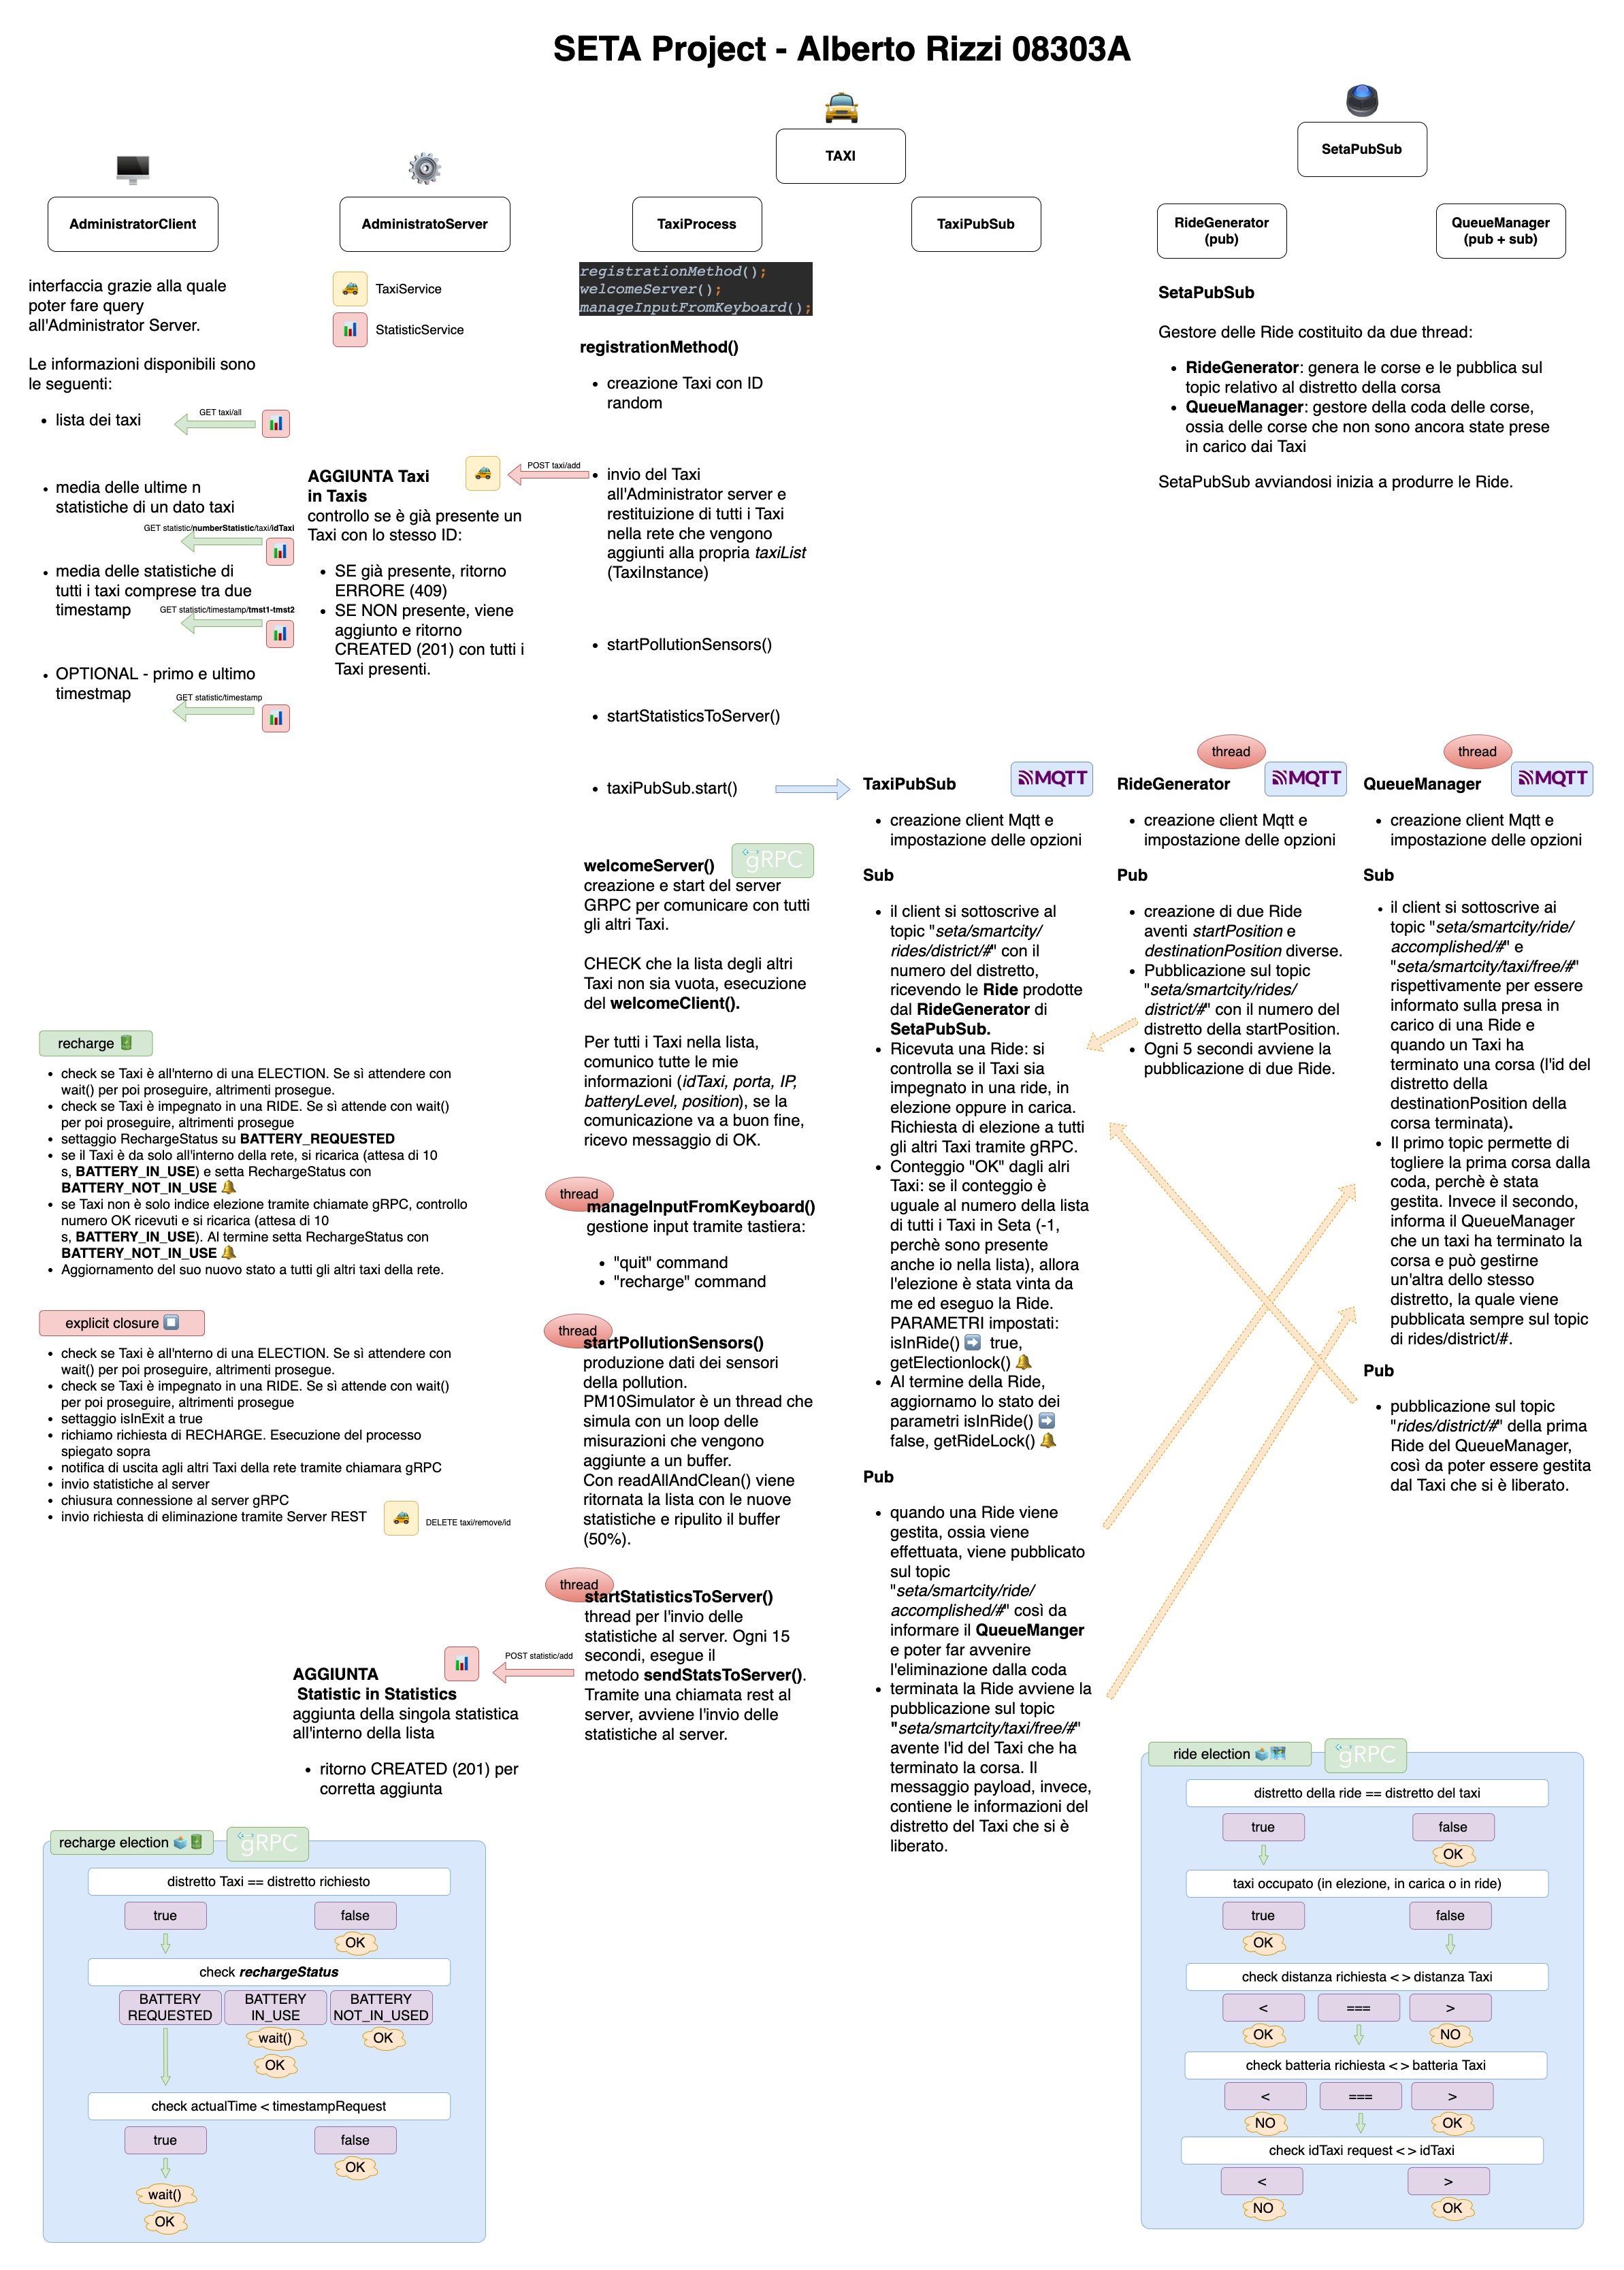 SETA Project - Alberto Rizzi 08303A
TAXI
SetaPubSub
AdministratorClient
AdministratoServer
TaxiProcess
TaxiPubSub
RideGenerator
(pub)
QueueManager
(pub + sub)
interfaccia grazie alla quale
poter fare query
all'Administrator Server.
Le informazioni disponibili sono
le seguenti:
• lista dei taxi
GET taxi/all
• media delle ultime n
statistiche di un dato taxi
GET statistic/numberStatistic/taxi/idTaxi
• media delle statistiche di
tutti i taxi comprese tra due
timestamp
GET statistic/timestamp/tmst1-tmst2
• OPTIONAL - primo e ultimo
timestmap
GET statistic/timestamp
TaxiService
StatisticService
AGGIUNTA Taxi
in Taxis
controllo se è già presente un
Taxi con lo stesso ID:
• SE già presente, ritorno
ERRORE (409)
• SE NON presente, viene
aggiunto e ritorno
CREATED (201) con tutti i
Taxi presenti.
POST taxi/add
registrationMethod();
welcomeServer();
manageInputFromKeyboard();
registrationMethod()
• creazione Taxi con ID
random
• invio del Taxi
all'Administrator server e
restituizione di tutti i Taxi
nella rete che vengono
aggiunti alla propria taxiList
(TaxiInstance)
• startPollutionSensors()
• startStatisticsToServer()
• taxiPubSub.start()
SetaPubSub
Gestore delle Ride costituito da due thread:
• RideGenerator: genera le corse e le pubblica sul
topic relativo al distretto della corsa
• QueueManager: gestore della coda delle corse,
ossia delle corse che non sono ancora state prese
in carico dai Taxi
SetaPubSub avviandosi inizia a produrre le Ride.
welcomeServer()
gRPC
creazione e start del server
GRPC per comunicare con tutti
gli altri Taxi.
CHECK che la lista degli altri
Taxi non sia vuota, esecuzione
del welcomeClient().
Per tutti i Taxi nella lista,
comunico tutte le mie
informazioni (idTaxi, porta, IP,
batteryLevel, position), se la
comunicazione va a buon fine,
ricevo messaggio di OK.
thread
manageInputFromKeyboard()
gestione input tramite tastiera:
• "quit" command
• "recharge" command
thread
startPollutionSensors()
produzione dati dei sensori
della pollution.
PM10Simulator è un thread che
simula con un loop delle
misurazioni che vengono
aggiunte a un buffer.
Con readAllAndClean() viene
ritornata la lista con le nuove
statistiche e ripulito il buffer
(50%).
thread
startStatisticsToServer()
thread per l'invio delle
statistiche al server. Ogni 15
secondi, esegue il
metodo sendStatsToServer().
Tramite una chiamata rest al
server, avviene l'invio delle
statistiche al server.
POST statistic/add
AGGIUNTA
Statistic in Statistics
aggiunta della singola statistica
all'interno della lista
• ritorno CREATED (201) per
corretta aggiunta
TaxiPubSub
MQTT
• creazione client Mqtt e
impostazione delle opzioni
Sub
• il client si sottoscrive al
topic "seta/smartcity/
rides/district/#" con il
numero del distretto,
ricevendo le Ride prodotte
dal RideGenerator di
SetaPubSub.
• Ricevuta una Ride: si
controlla se il Taxi sia
impegnato in una ride, in
elezione oppure in carica.
Richiesta di elezione a tutti
gli altri Taxi tramite gRPC.
• Conteggio "OK" dagli alri
Taxi: se il conteggio è
uguale al numero della lista
di tutti i Taxi in Seta (-1,
perchè sono presente
anche io nella lista), allora
l'elezione è stata vinta da
me ed eseguo la Ride.
PARAMETRI impostati:
isInRide() ➡ true,
getElectionlock() 🔔
• Al termine della Ride,
aggiornamo lo stato dei
parametri isInRide() ➡
false, getRideLock() 🔔
Pub
• quando una Ride viene
gestita, ossia viene
effettuata, viene pubblicato
sul topic
"seta/smartcity/ride/
accomplished/#" così da
informare il QueueManger
e poter far avvenire
l'eliminazione dalla coda
• terminata la Ride avviene la
pubblicazione sul topic
"seta/smartcity/taxi/free/#"
avente l'id del Taxi che ha
terminato la corsa. Il
messaggio payload, invece,
contiene le informazioni del
distretto del Taxi che si è
liberato.
thread
RideGenerator
MQTT
• creazione client Mqtt e
impostazione delle opzioni
Pub
• creazione di due Ride
aventi startPosition e
destinationPosition diverse.
• Pubblicazione sul topic
"seta/smartcity/rides/
district/#" con il numero del
distretto della startPosition.
• Ogni 5 secondi avviene la
pubblicazione di due Ride.
thread
QueueManager
MQTT
• creazione client Mqtt e
impostazione delle opzioni
Sub
• il client si sottoscrive ai
topic "seta/smartcity/ride/
accomplished/#" e
"seta/smartcity/taxi/free/#"
rispettivamente per essere
informato sulla presa in
carico di una Ride e
quando un Taxi ha
terminato una corsa (l'id del
distretto della
destinationPosition della
corsa terminata).
• Il primo topic permette di
togliere la prima corsa dalla
coda, perchè è stata
gestita. Invece il secondo,
informa il QueueManager
che un taxi ha terminato la
corsa e può gestirne
un'altra dello stesso
distretto, la quale viene
pubblicata sempre sul topic
di rides/district/#.
Pub
• pubblicazione sul topic
"rides/district/#" della prima
Ride del QueueManager,
così da poter essere gestita
dal Taxi che si è liberato.
recharge
• check se Taxi è all'nterno di una ELECTION. Se sì attendere con
wait() per poi proseguire, altrimenti prosegue.
• check se Taxi è impegnato in una RIDE. Se sì attende con wait()
per poi proseguire, altrimenti prosegue
• settaggio RechargeStatus su BATTERY_REQUESTED
• se il Taxi è da solo all'interno della rete, si ricarica (attesa di 10
s, BATTERY_IN_USE) e setta RechargeStatus con
BATTERY_NOT_IN_USE 🔔
• se Taxi non è solo indice elezione tramite chiamate gRPC, controllo
numero OK ricevuti e si ricarica (attesa di 10
s, BATTERY_IN_USE). Al termine setta RechargeStatus con
BATTERY_NOT_IN_USE 🔔
• Aggiornamento del suo nuovo stato a tutti gli altri taxi della rete.
explicit closure
• check se Taxi è all'nterno di una ELECTION. Se sì attendere con
wait() per poi proseguire, altrimenti prosegue.
• check se Taxi è impegnato in una RIDE. Se sì attende con wait()
per poi proseguire, altrimenti prosegue
• settaggio isInExit a true
• richiamo richiesta di RECHARGE. Esecuzione del processo
spiegato sopra
• notifica di uscita agli altri Taxi della rete tramite chiamara gRPC
• invio statistiche al server
• chiusura connessione al server gRPC
• invio richiesta di eliminazione tramite Server REST
DELETE taxi/remove/id
recharge election
gRPC
distretto Taxi == distretto richiesto
true
false
OK
check rechargeStatus
BATTERY
REQUESTED
BATTERY
IN_USE
BATTERY
NOT_IN_USED
wait()
OK
OK
check actualTime < timestampRequest
true
false
OK
wait()
OK
ride election
gRPC
distretto della ride == distretto del taxi
true
false
OK
taxi occupato (in elezione, in carica o in ride)
true
false
OK
check distanza richiesta < > distanza Taxi
<
===
>
OK
NO
check batteria richiesta < > batteria Taxi
<
===
>
NO
OK
check idTaxi request < > idTaxi
<
>
NO
OK